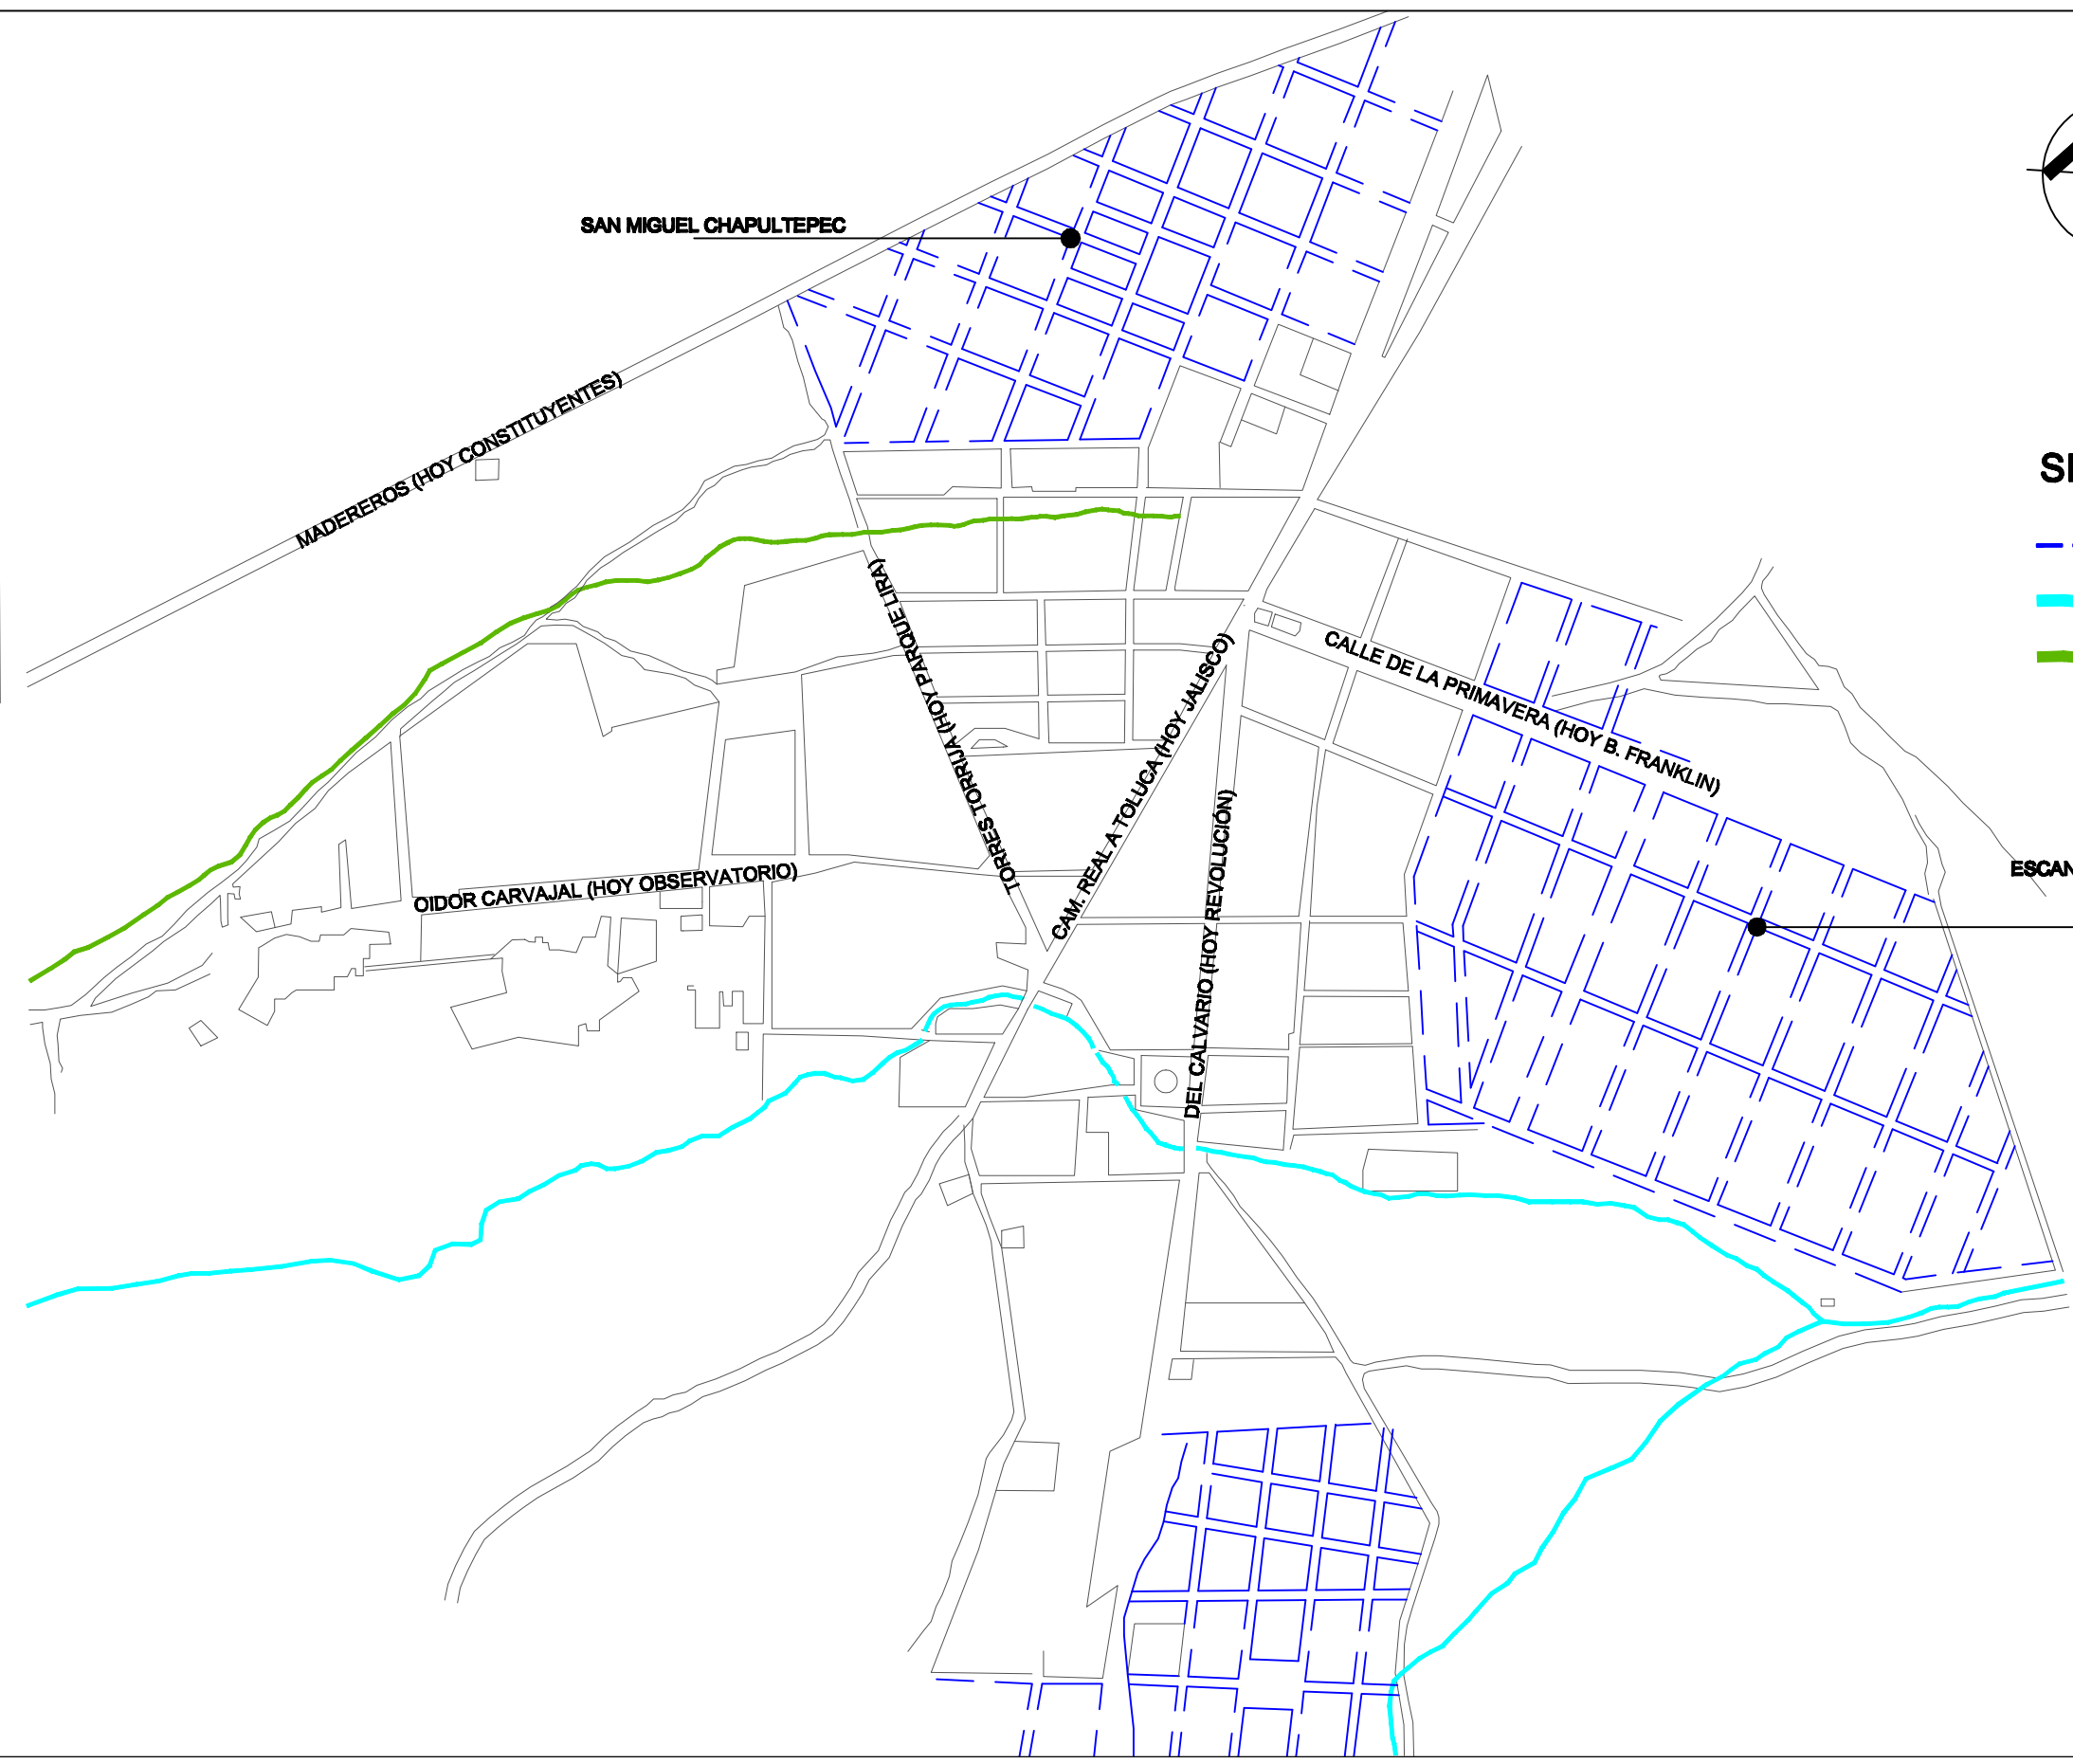 SAN MIGUEL CHAPULTEPEC
MADEREROS (HOY CONSTITUYENTES)
TORRES TORRIJA (HOY PARQUE LIRA)
CAM. REAL A TOLUCA (HOY JALISCO)
CALLE DE LA PRIMAVERA (HOY B. FRANKLIN)
DEL CALVARIO (HOY REVOLUCIÓN)
OIDOR CARVAJAL (HOY OBSERVATORIO)
ESCAN